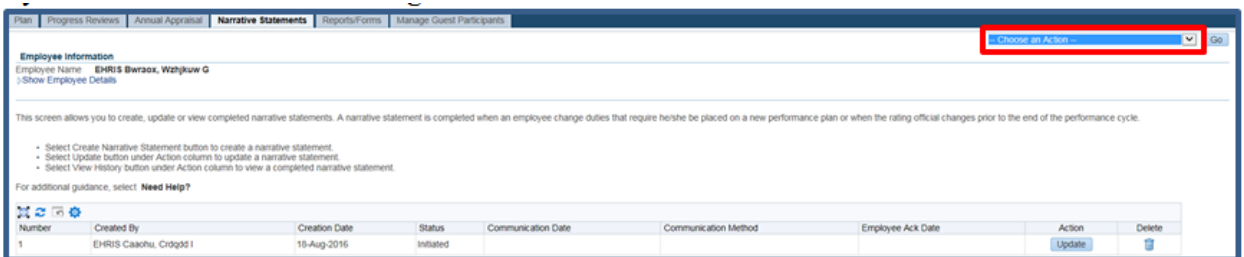 Plan Progress Reviews Annual Appraisal Narrative Statements Reports/Forms Manage Guest Participants
-- Choose an Action -- Go
Employee Information
Employee Name EHRIS Bwraox, Wzhjkuw G
Show Employee Details
This screen allows you to create, update or view completed narrative statements. A narrative statement is completed when an employee change duties that require he/she be placed on a new performance plan or when the rating official changes prior to the end of the performance cycle.
• Select Create Narrative Statement button to create a narrative statement.
• Select Update button under Action column to update a narrative statement.
• Select View History button under Action column to view a completed narrative statement.
For additional guidance, select Need Help?
Number Created By Creation Date Status Communication Date Communication Method Employee Ack Date Action Delete
1 EHRIS Caaohu, Crdqdd I 18-Aug-2016 Initiated Update